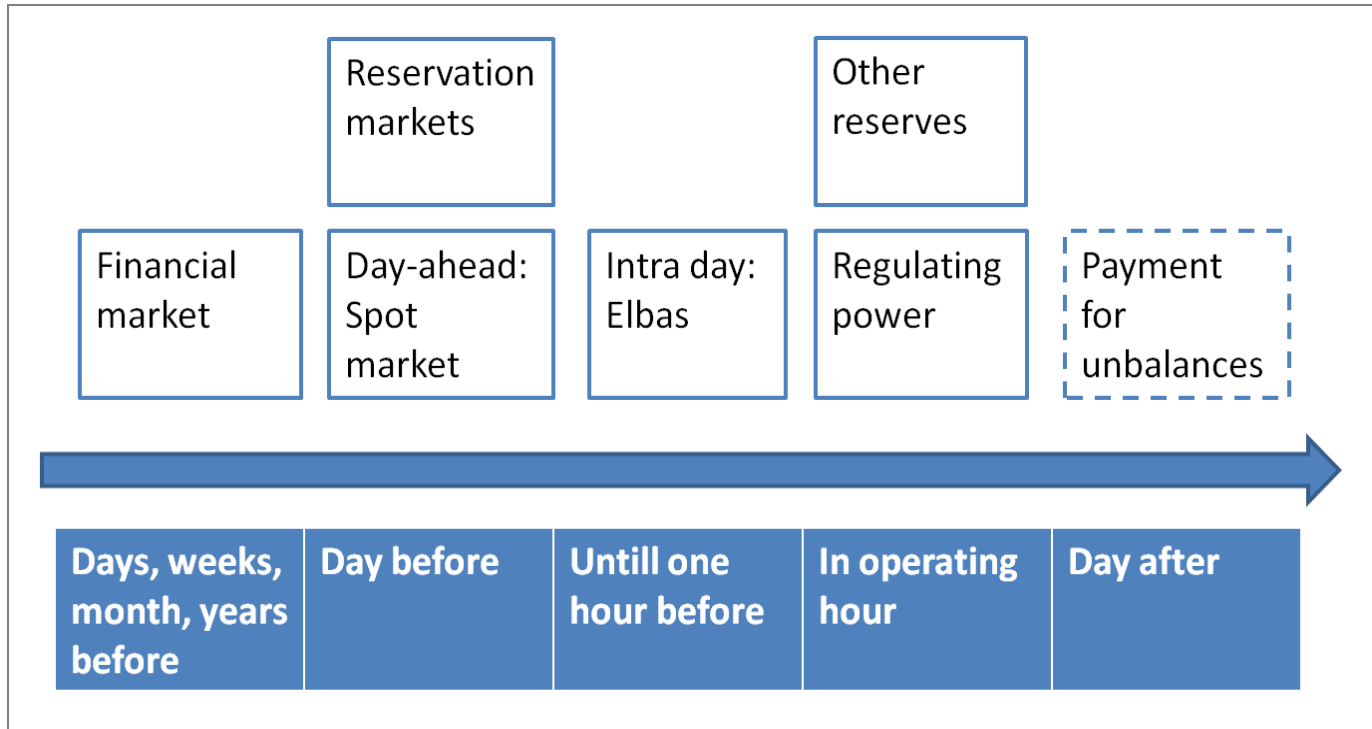 Reservation
markets
Other
reserves
Financial
market
Day-ahead:
Spot
market
Intra day:
Elbas
Regulating
power
Payment
for
unbalances
Days, weeks,
month, years
before
Day before
Untill one
hour before
In operating
hour
Day after